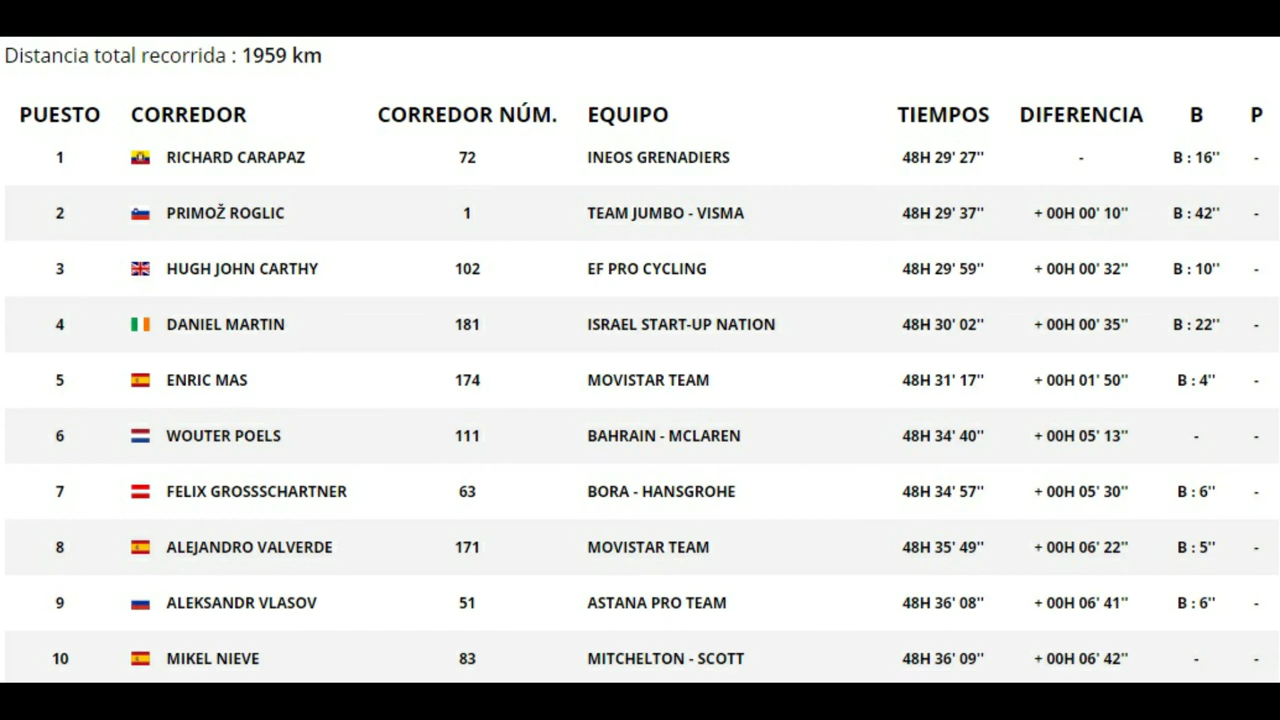 Distancia total recorrida : 1959 km
PUESTO CORREDOR CORREDOR NÚM. EQUIPO TIEMPOS DIFERENCIA B P
1 RICHARD CARAPAZ 72 INEOS GRENADIERS 48H 29' 27'' - B : 16'' -
2 PRIMOŽ ROGLIC 1 TEAM JUMBO - VISMA 48H 29' 37'' + 00H 00' 10'' B : 42'' -
3 HUGH JOHN CARTHY 102 EF PRO CYCLING 48H 29' 59'' + 00H 00' 32'' B : 10'' -
4 DANIEL MARTIN 181 ISRAEL START-UP NATION 48H 30' 02'' + 00H 00' 35'' B : 22'' -
5 ENRIC MAS 174 MOVISTAR TEAM 48H 31' 17'' + 00H 01' 50'' B : 4'' -
6 WOUTER POELS 111 BAHRAIN - MCLAREN 48H 34' 40'' + 00H 05' 13'' - -
7 FELIX GROSSSCHARTNER 63 BORA - HANSGROHE 48H 34' 57'' + 00H 05' 30'' B : 6'' -
8 ALEJANDRO VALVERDE 171 MOVISTAR TEAM 48H 35' 49'' + 00H 06' 22'' B : 5'' -
9 ALEKSANDR VLASOV 51 ASTANA PRO TEAM 48H 36' 08'' + 00H 06' 41'' B : 6'' -
10 MIKEL NIEVE 83 MITCHELTON - SCOTT 48H 36' 09'' + 00H 06' 42'' - -